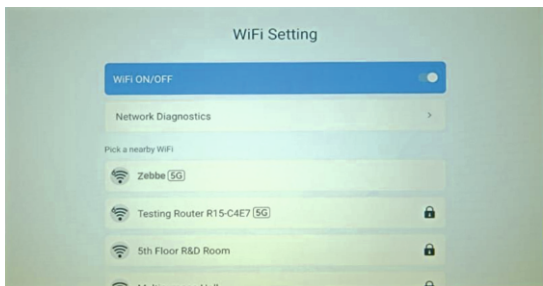 WiFi Setting
WiFi ON/OFF
Network Diagnostics
Pick a nearby WiFi
Zebbe 5G
Testing Router R15-C4E7 5G
5th Floor R&D Room